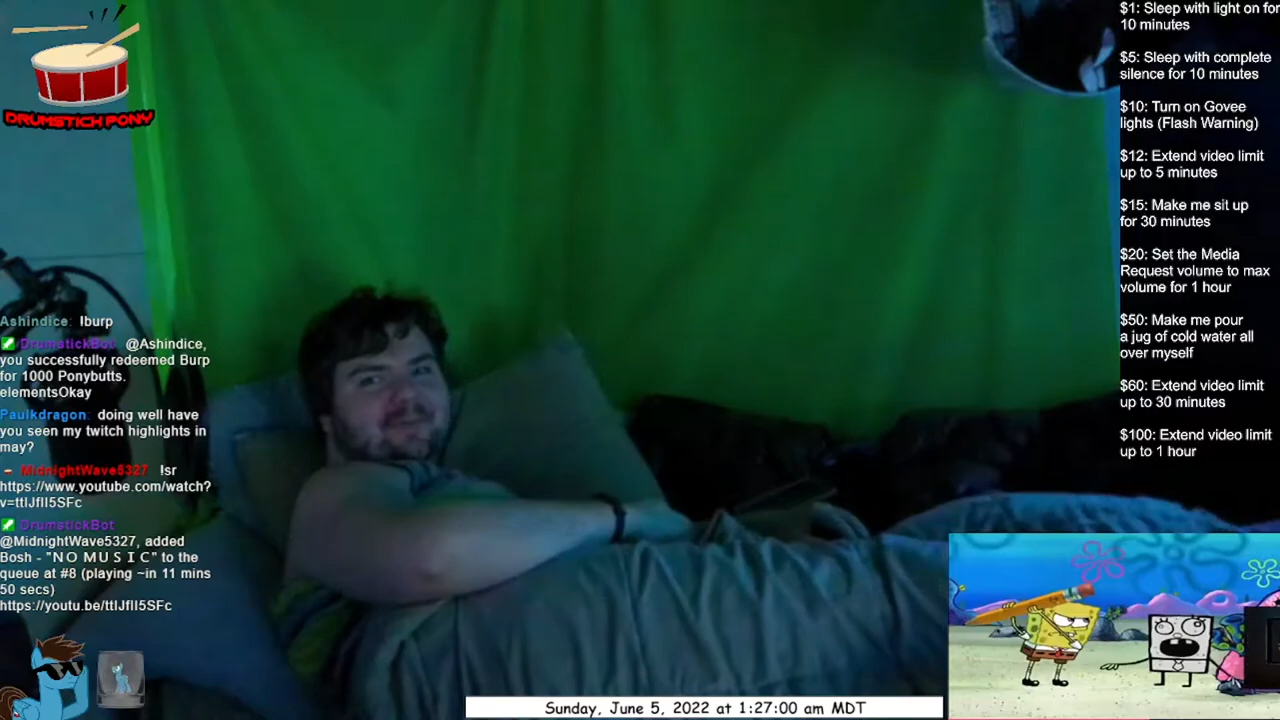 DRUMSTICH PONY
$1: Sleep with light on for
10 minutes
$5: Sleep with complete
silence for 10 minutes
$10: Turn on Govee
lights (Flash Warning)
$12: Extend video limit
up to 5 minutes
$15: Make me sit up
for 30 minutes
$20: Set the Media
Request volume to max
volume for 1 hour
$50: Make me pour
a jug of cold water all
over myself
$60: Extend video limit
up to 30 minutes
$100: Extend video limit
up to 1 hour
Ashindice: !burp
DrumstickBot: @Ashindice,
you successfully redeemed Burp
for 1000 Ponybutts.
elementsOkay
Paulkdragon: doing well have
you seen my twitch highlights in
may?
MidnightWave5327 !sr
https://www.youtube.com/watch?
v=ttIJflI5SFc
DrumstickBot
@MidnightWave5327, added
Bosh - "NO M U S I C" to the
queue at #8 (playing ~in 11 mins
50 secs)
https://youtu.be/ttIJflI5SFc
Sunday, June 5, 2022 at 1:27:00 am MDT